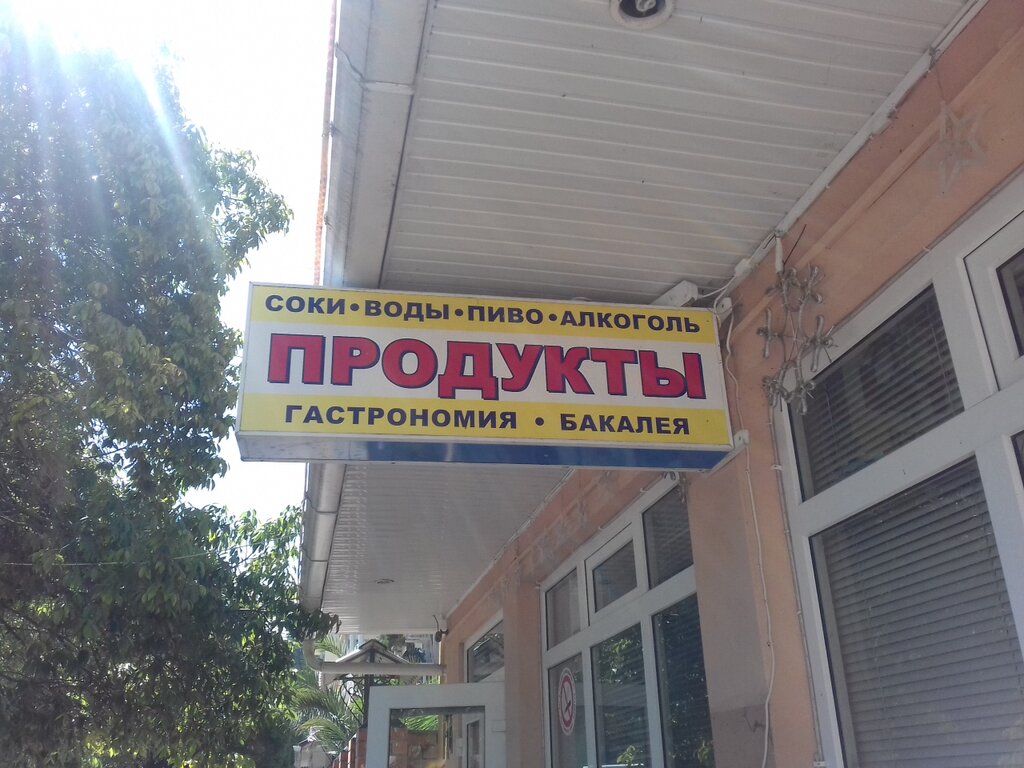 СОКИ•ВОДЫ•ПИВО•АЛКОГОЛЬ
ПРОДУКТЫ
ГАСТРОНОМИЯ • БАКАЛЕЯ